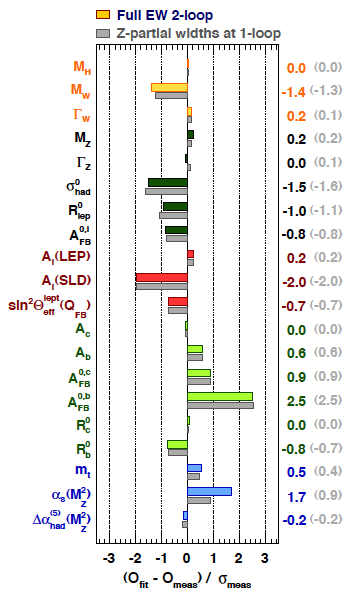 Full EW 2-loop
Z-partial widths at 1-loop
M_H 0.0 (0.0)
M_W -1.4 (-1.3)
Γ_W 0.2 (0.1)
M_Z 0.2 (0.2)
Γ_Z 0.0 (0.1)
σ^0_had -1.5 (-1.6)
R^0_lep -1.0 (-1.1)
A^0,l_FB -0.8 (-0.8)
A_l(LEP) 0.2 (0.2)
A_l(SLD) -2.0 (-2.0)
sin²Θ^lept_eff(Q_FB) -0.7 (-0.7)
A_c 0.0 (0.0)
A_b 0.6 (0.6)
A^0,c_FB 0.9 (0.9)
A^0,b_FB 2.5 (2.5)
R^0_c 0.0 (0.0)
R^0_b -0.8 (-0.7)
m_t 0.5 (0.4)
α_s(M²_Z) 1.7 (0.9)
Δα^(5)_had(M²_Z) -0.2 (-0.2)
-3 -2 -1 0 1 2 3
(O_fit - O_meas) / σ_meas